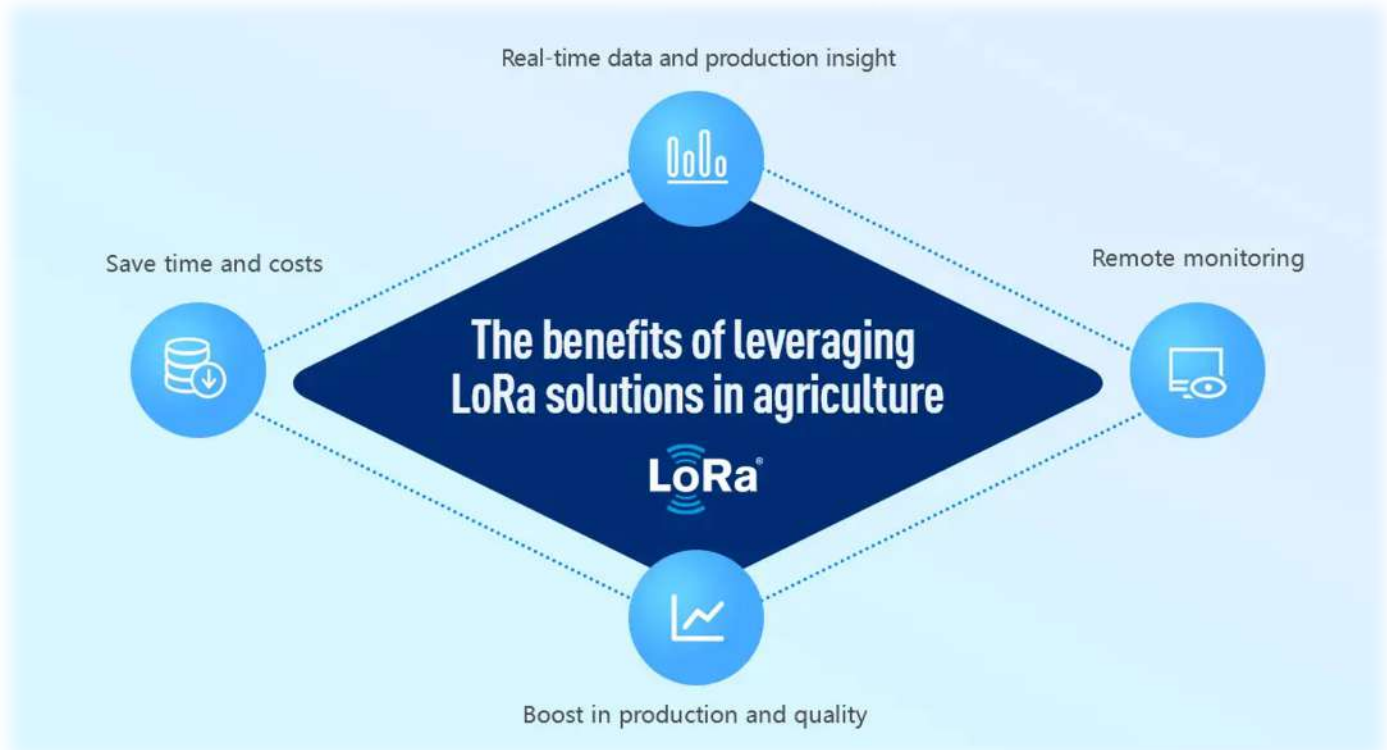 Real-time data and production insight
Save time and costs
Remote monitoring
The benefits of leveraging
LoRa solutions in agriculture
LoRa®
Boost in production and quality